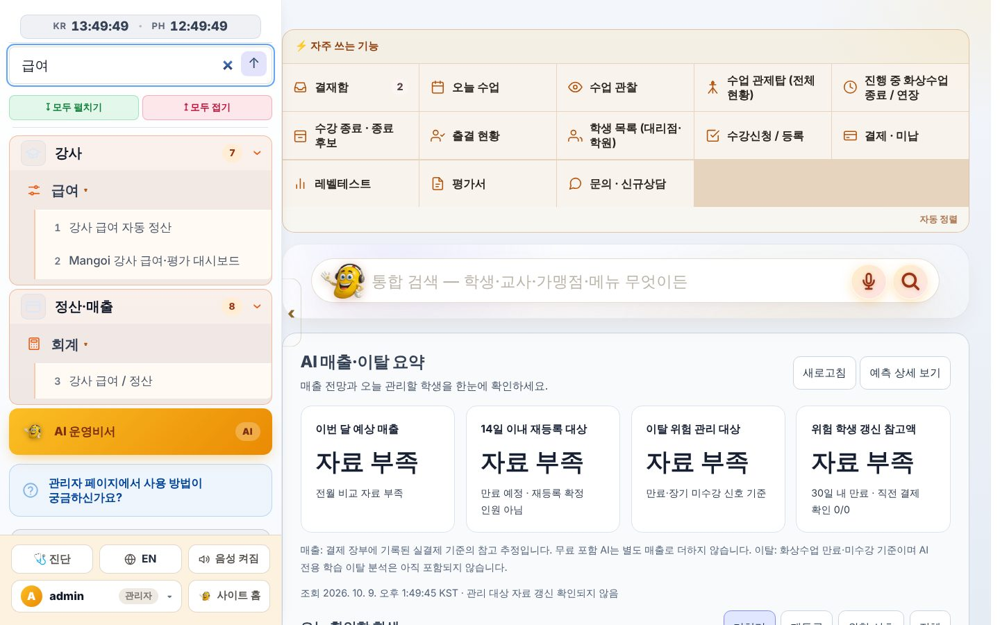 KR 13:49:49 • PH 12:49:49
급여
↧ 모두 펼치기
↥ 모두 접기
강사 7
급여
1 강사 급여 자동 정산
2 Mangoi 강사 급여·평가 대시보드
정산·매출 8
회계
3 강사 급여 / 정산
AI 운영비서 AI
관리자 페이지에서 사용 방법이
궁금하신가요?
진단
EN
음성 켜짐
A admin 관리자
사이트 홈
⚡ 자주 쓰는 기능
결재함 2
오늘 수업
수업 관찰
수업 관제탑 (전체
현황)
진행 중 화상수업
종료 / 연장
수강 종료 · 종료
후보
출결 현황
학생 목록 (대리점·
학원)
수강신청 / 등록
결제 · 미납
레벨테스트
평가서
문의 · 신규상담
자동 정렬
통합 검색 — 학생·교사·가맹점·메뉴 무엇이든
‹
AI 매출·이탈 요약
매출 전망과 오늘 관리할 학생을 한눈에 확인하세요.
새로고침
예측 상세 보기
이번 달 예상 매출
자료 부족
전월 비교 자료 부족
14일 이내 재등록 대상
자료 부족
만료 예정 · 재등록 확정
인원 아님
이탈 위험 관리 대상
자료 부족
만료·장기 미수강 신호 기준
위험 학생 갱신 참고액
자료 부족
30일 내 만료 · 직전 결제
확인 0/0
매출: 결제 장부에 기록된 실결제 기준의 참고 추정입니다. 무료 포함 AI는 별도 매출로 더하지 않습니다. 이탈: 화상수업 만료·미수강 기준이며 AI
전용 학습 이탈 분석은 아직 포함되지 않습니다.
조회 2026. 10. 9. 오후 1:49:45 KST · 관리 대상 자료 갱신 확인되지 않음